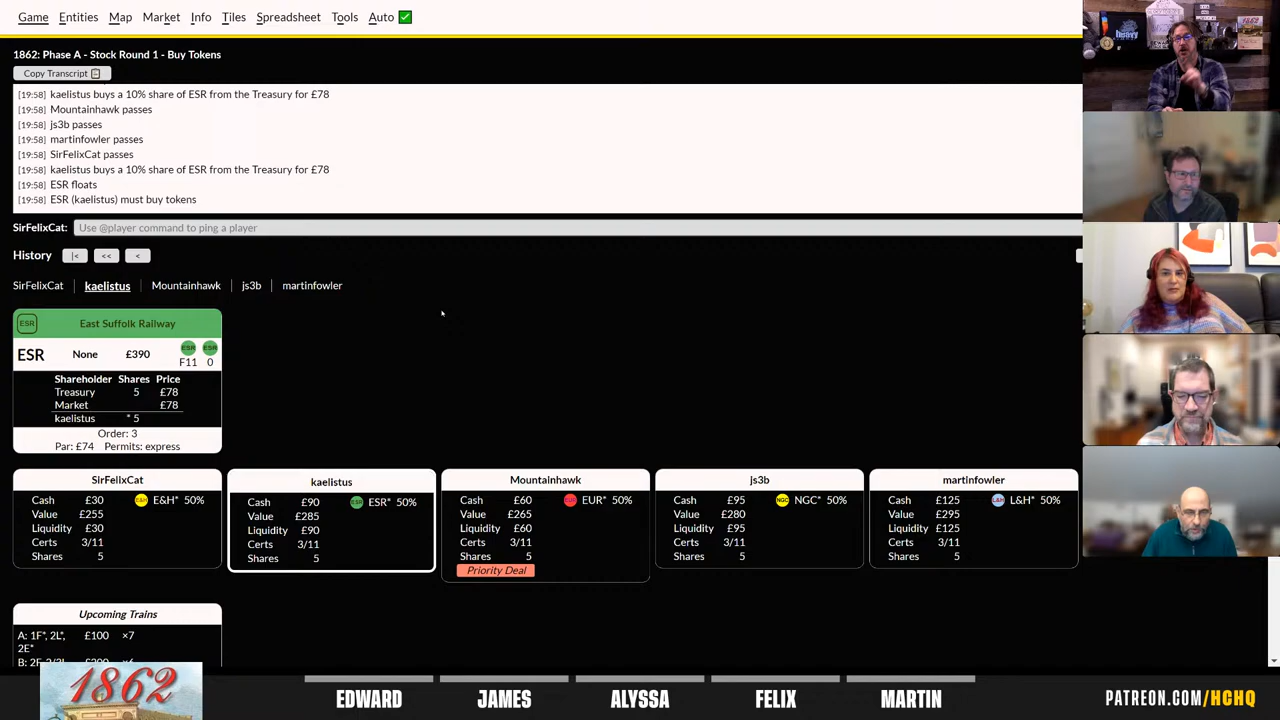 Game Entities Map Market Info Tiles Spreadsheet Tools Auto ✅
1862: Phase A - Stock Round 1 - Buy Tokens
Copy Transcript 📋
[19:58] kaelistus buys a 10% share of ESR from the Treasury for £78
[19:58] Mountainhawk passes
[19:58] js3b passes
[19:58] martinfowler passes
[19:58] SirFelixCat passes
[19:58] kaelistus buys a 10% share of ESR from the Treasury for £78
[19:58] ESR floats
[19:58] ESR (kaelistus) must buy tokens
SirFelixCat: Use @player command to ping a player
History |< << <
SirFelixCat kaelistus Mountainhawk js3b martinfowler
ESR East Suffolk Railway
ESR None £390 ESR F11 ESR 0
Shareholder Shares Price
Treasury 5 £78
Market £78
kaelistus * 5
Order: 3
Par: £74 Permits: express
SirFelixCat
Cash £30 E&H* 50%
Value £255
Liquidity £30
Certs 3/11
Shares 5
kaelistus
Cash £90 ESR* 50%
Value £285
Liquidity £90
Certs 3/11
Shares 5
Mountainhawk
Cash £60 EUR* 50%
Value £265
Liquidity £60
Certs 3/11
Shares 5
Priority Deal
js3b
Cash £95 NGC* 50%
Value £280
Liquidity £95
Certs 3/11
Shares 5
martinfowler
Cash £125 L&H* 50%
Value £295
Liquidity £125
Certs 3/11
Shares 5
Upcoming Trains
A: 1F*, 2L*, £100 ×7
2E*
1862
EDWARD JAMES ALYSSA FELIX MARTIN
PATREON.COM/HCHQ